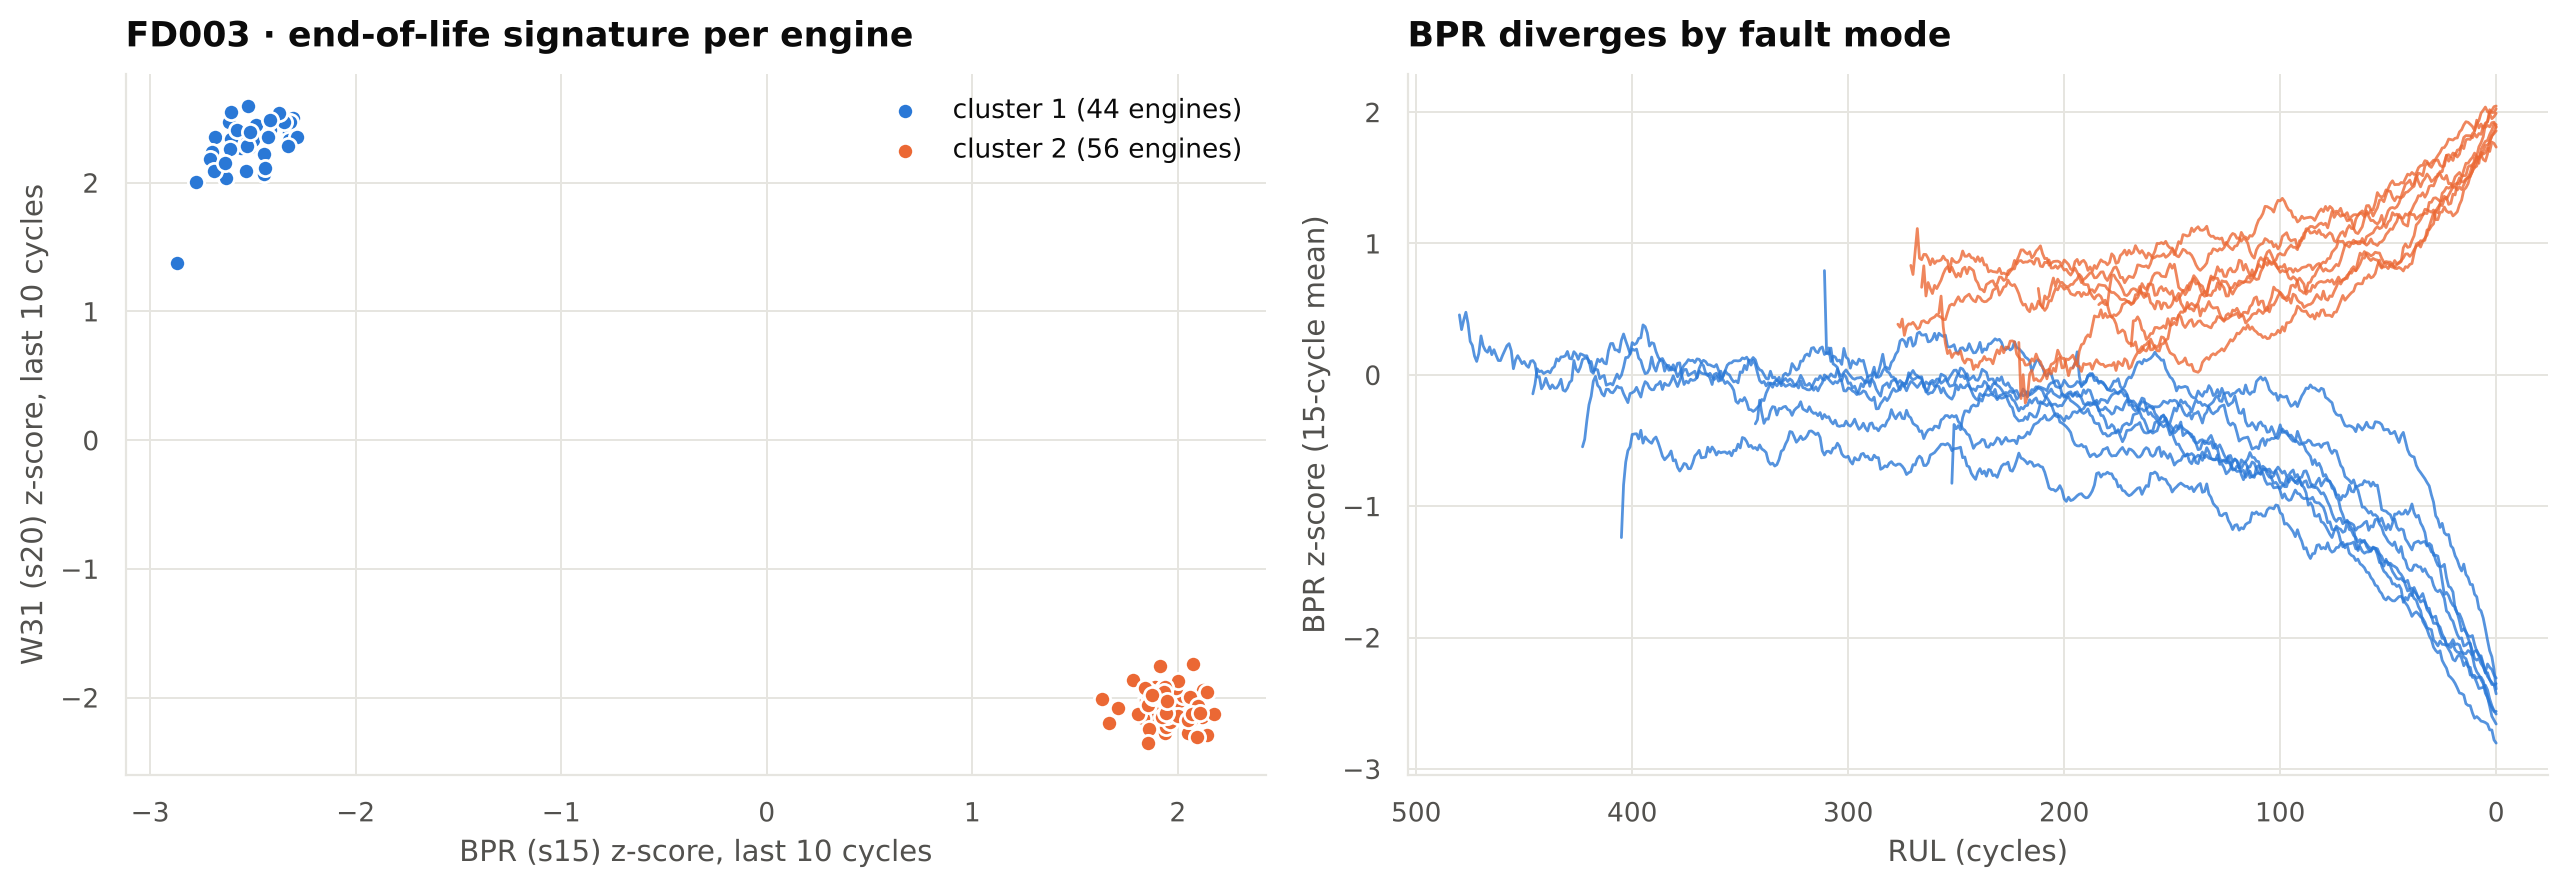 FD003 · end-of-life signature per engine
W31 (s20) z-score, last 10 cycles
2
1
0
−1
−2
cluster 1 (44 engines)
cluster 2 (56 engines)
−3 −2 −1 0 1 2
BPR (s15) z-score, last 10 cycles
BPR diverges by fault mode
BPR z-score (15-cycle mean)
2
1
0
−1
−2
−3
500 400 300 200 100 0
RUL (cycles)